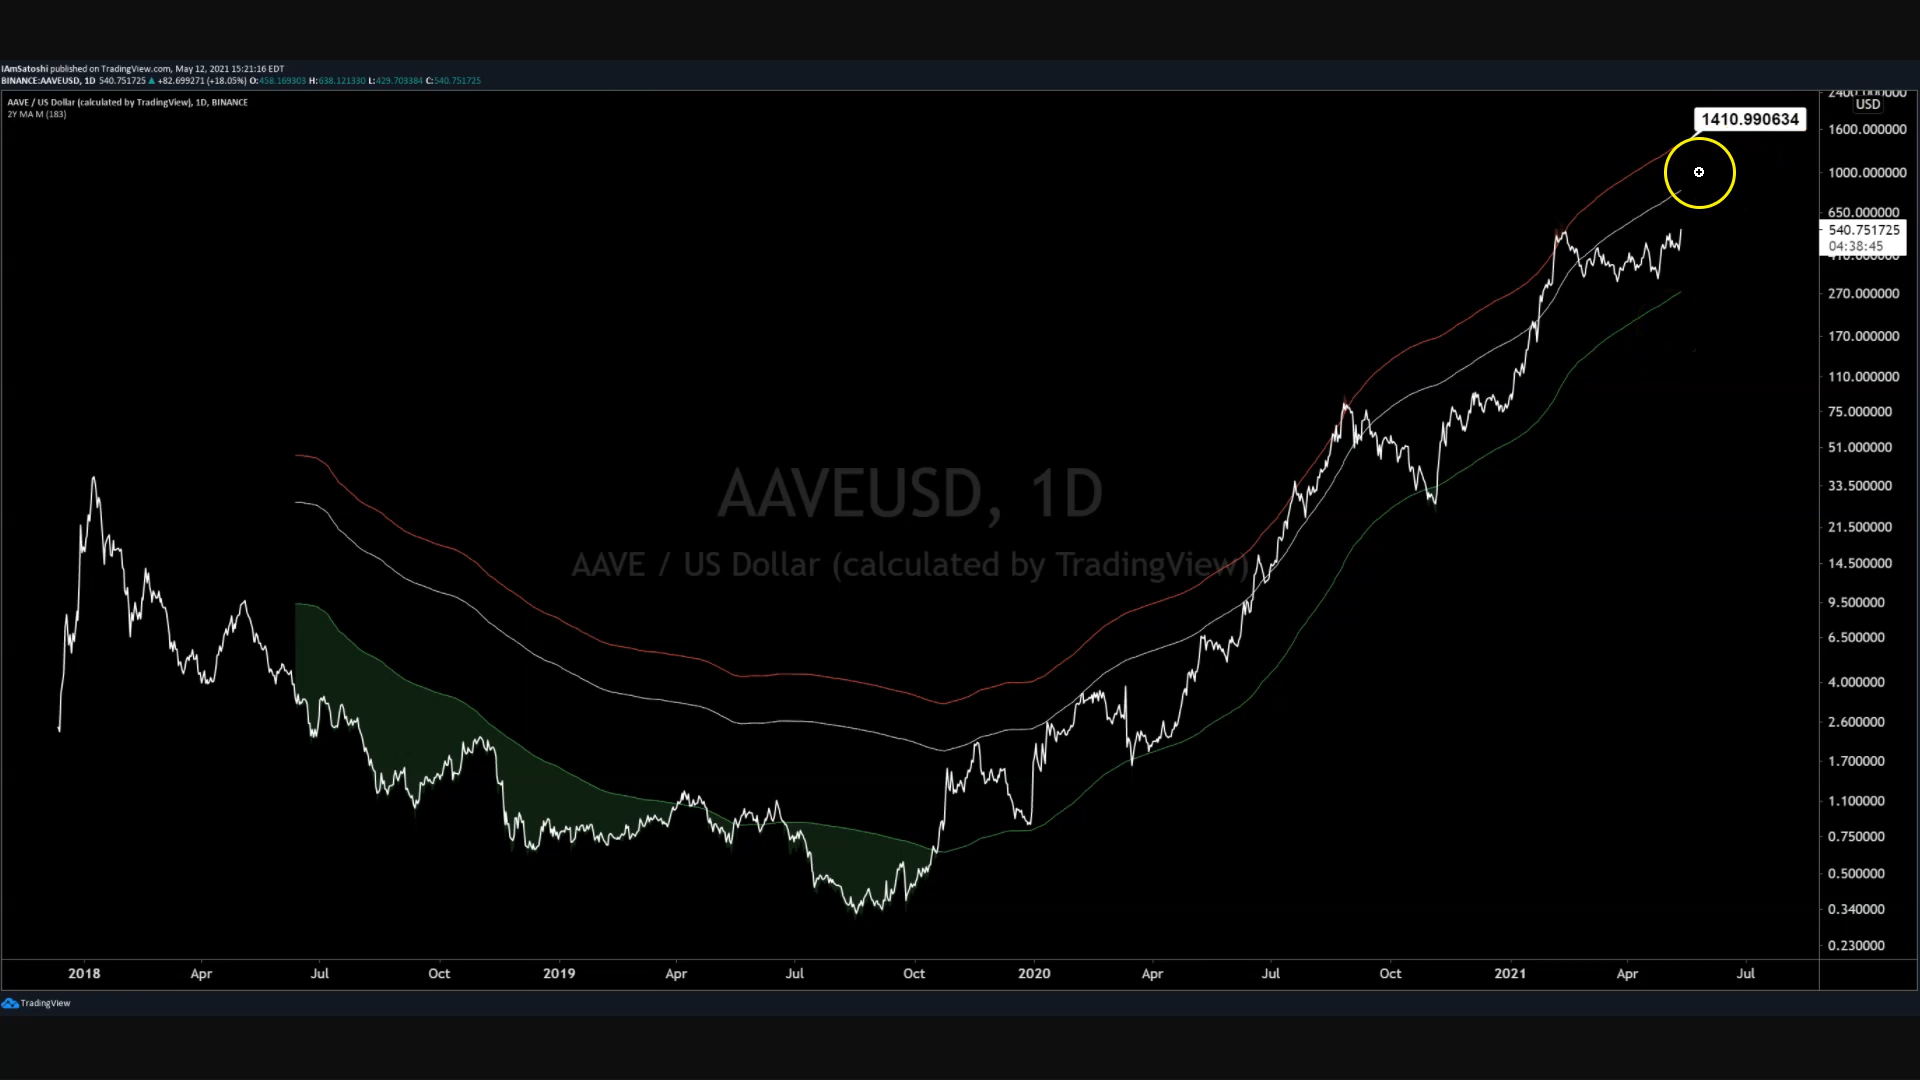 IAmSatoshi published on TradingView.com, May 12, 2021 15:21:16 EDT
BINANCE:AAVEUSD, 1D 540.751725 ▲ +82.699271 (+18.05%) O:458.169303 H:638.121330 L:429.703384 C:540.751725
AAVE / US Dollar (calculated by TradingView), 1D, BINANCE
2Y MA M (183)
USD
1410.990634
1600.000000
1000.000000
650.000000
540.751725
04:38:45
270.000000
170.000000
110.000000
75.000000
51.000000
33.500000
21.500000
14.500000
9.500000
6.500000
4.000000
2.600000
1.700000
1.100000
0.750000
0.500000
0.340000
0.230000
AAVEUSD, 1D
AAVE / US Dollar (calculated by TradingView)
2018 Apr Jul Oct 2019 Apr Jul Oct 2020 Apr Jul Oct 2021 Apr Jul
TradingView